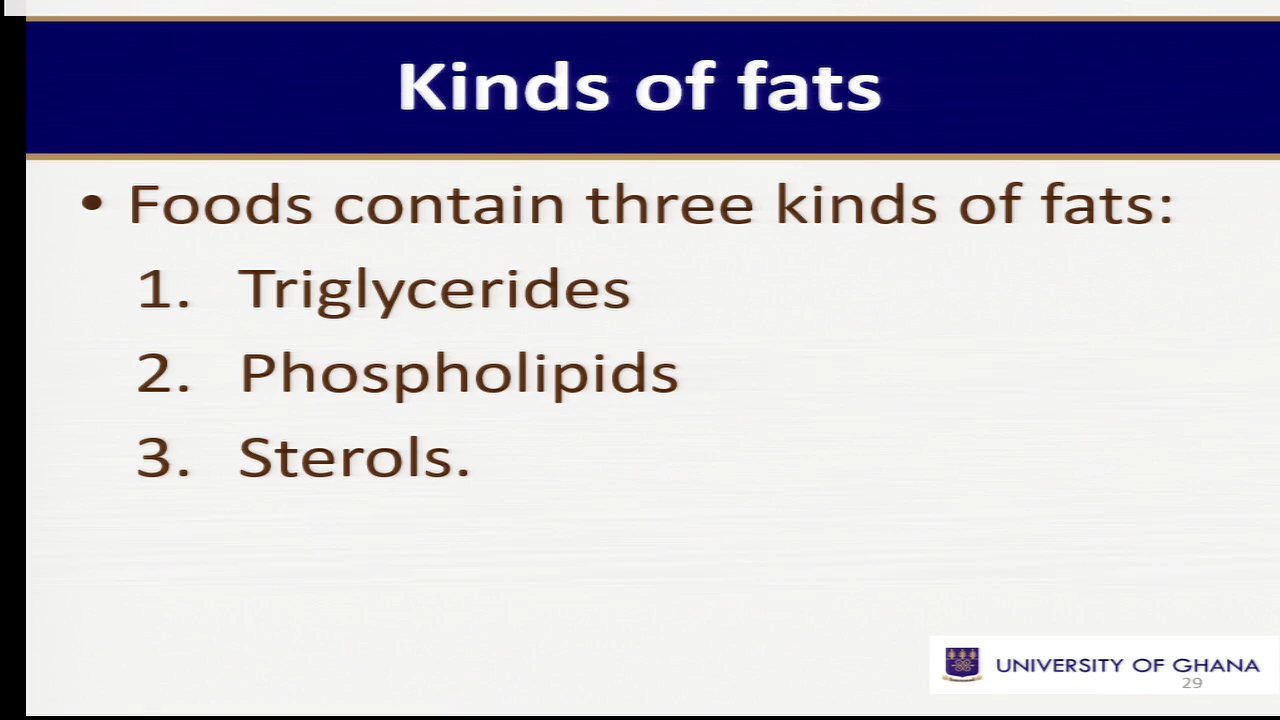 Kinds of fats
• Foods contain three kinds of fats:
1. Triglycerides
2. Phospholipids
3. Sterols.
UNIVERSITY OF GHANA
29